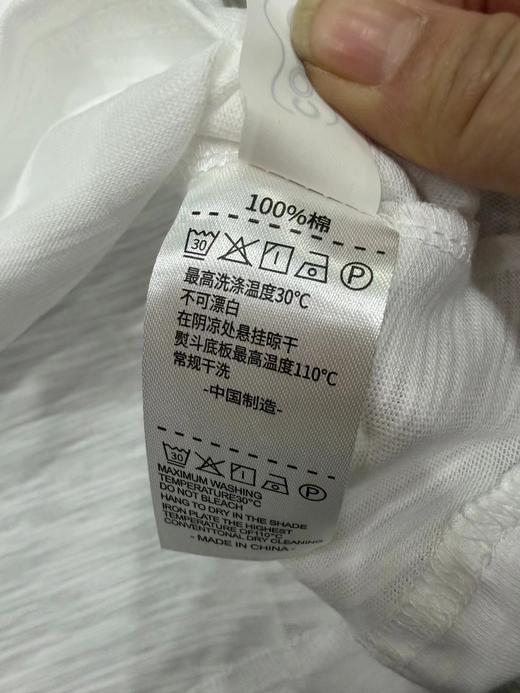 100%棉
30 P
最高洗涤温度30℃
不可漂白
在阴凉处悬挂晾干
熨斗底板最高温度110℃
常规干洗
-中国制造-
30 P
MAXIMUM WASHING
TEMPERATURE30℃
DO NOT BLEACH
HANG TO DRY IN THE SHADE
IRON PLATE THE HIGHEST
TEMPERATURE OF110℃
CONVENTTONAL DRY CLEANING
- MADE IN CHINA -